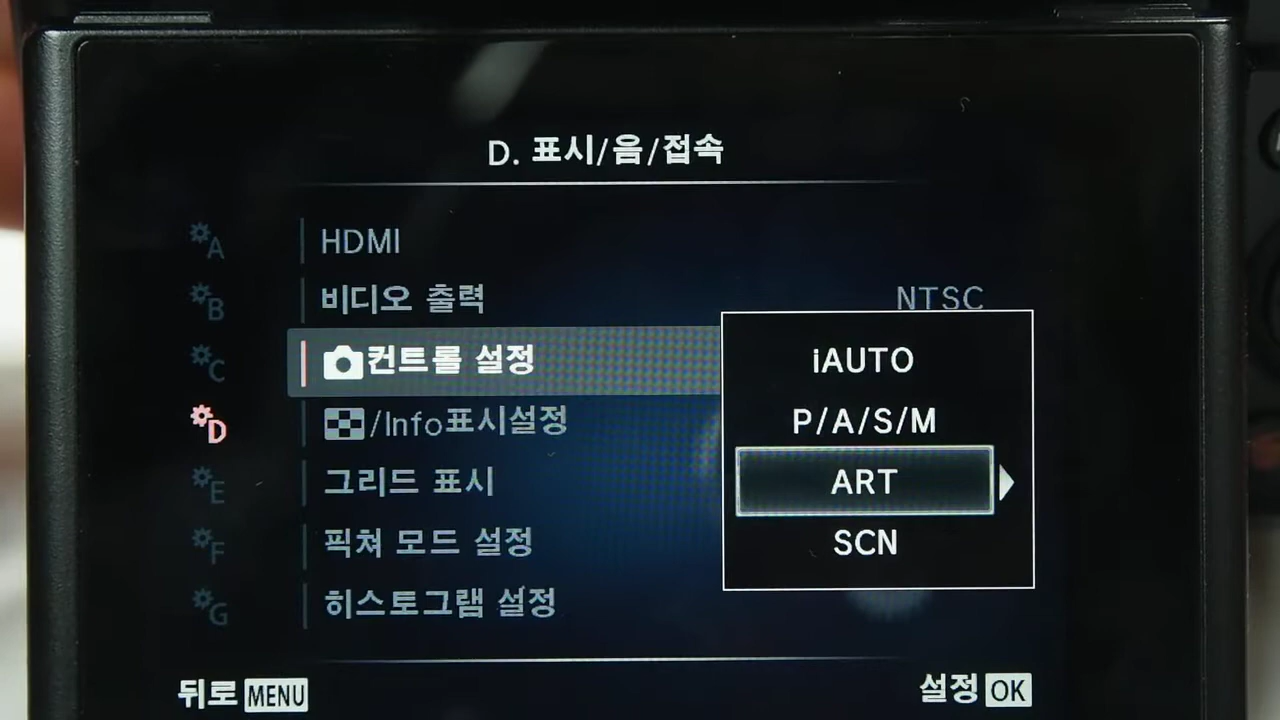 D. 표시/음/접속
A
HDMI
B
비디오 출력 NTSC
C
컨트롤 설정
iAUTO
D
/Info표시설정
P/A/S/M
E
그리드 표시
ART
F
픽쳐 모드 설정
SCN
G
히스토그램 설정
뒤로 MENU
설정 OK